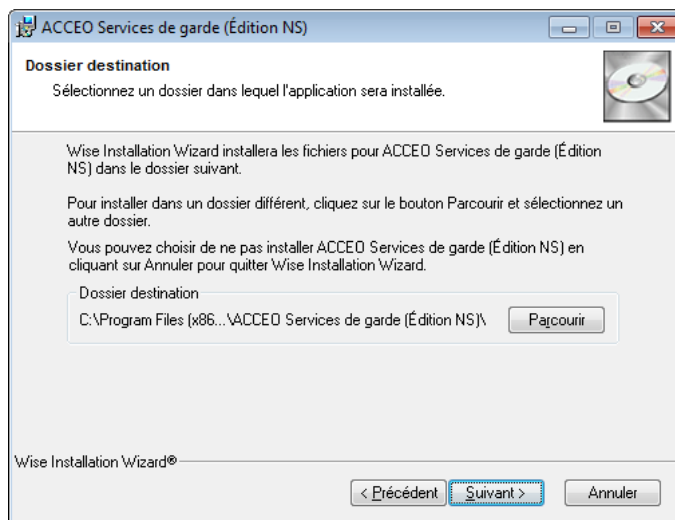 ACCEO Services de garde (Édition NS)
Dossier destination
Sélectionnez un dossier dans lequel l'application sera installée.
Wise Installation Wizard installera les fichiers pour ACCEO Services de garde (Édition
NS) dans le dossier suivant.
Pour installer dans un dossier différent, cliquez sur le bouton Parcourir et sélectionnez un
autre dossier.
Vous pouvez choisir de ne pas installer ACCEO Services de garde (Édition NS) en
cliquant sur Annuler pour quitter Wise Installation Wizard.
Dossier destination
C:\Program Files (x86...\ACCEO Services de garde (Édition NS)\ Parcourir
Wise Installation Wizard®
< Précédent Suivant > Annuler